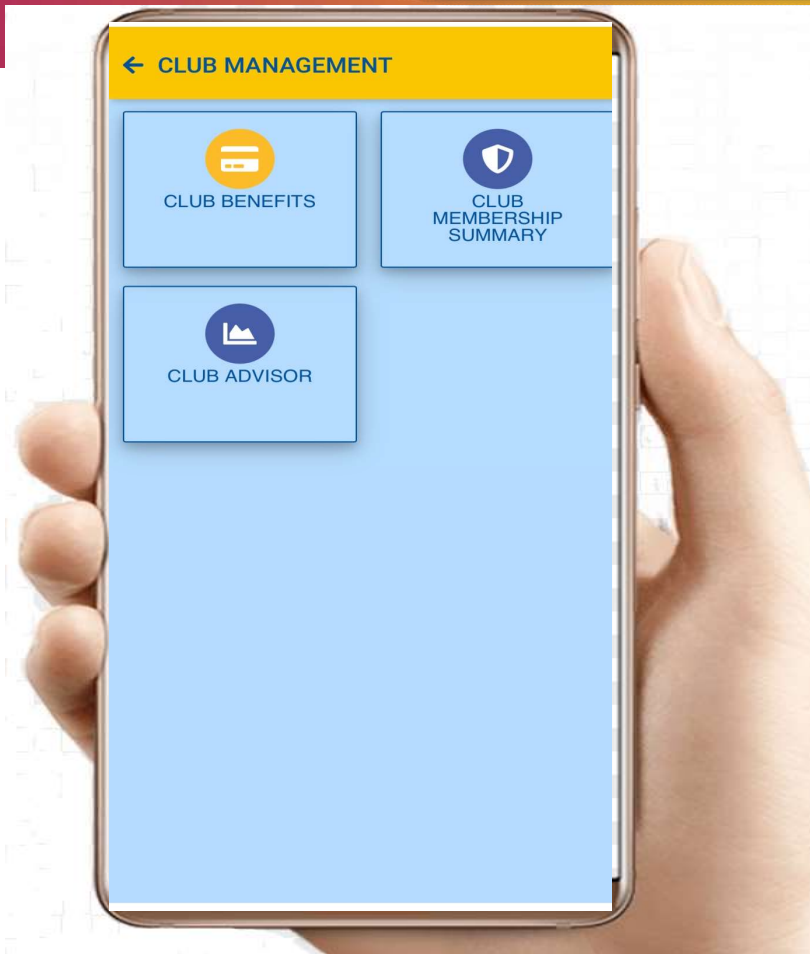 CLUB MANAGEMENT
CLUB BENEFITS
CLUB
MEMBERSHIP
SUMMARY
CLUB ADVISOR